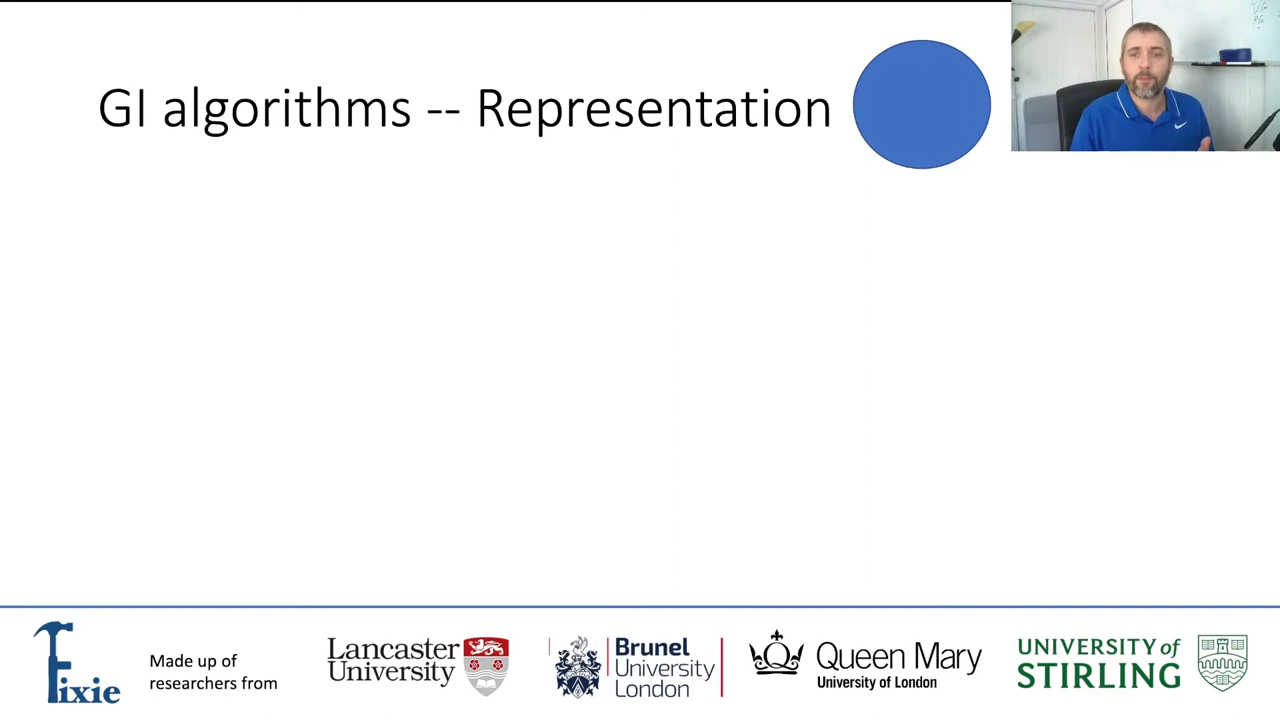 GI algorithms -- Representation
Fixie
Made up of
researchers from
Lancaster
University
Brunel
University
London
Queen Mary
University of London
UNIVERSITY of
STIRLING